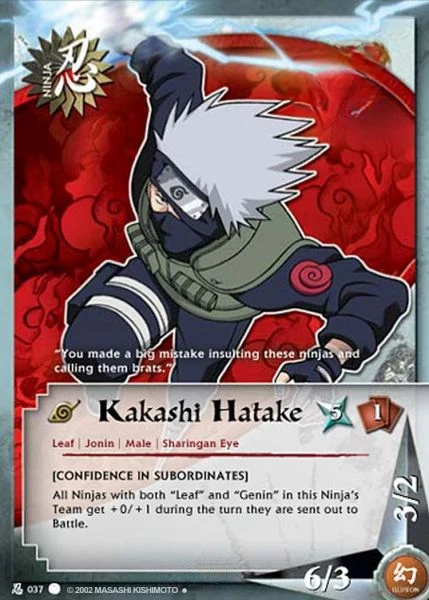 NINJA
忍
"You made a big mistake insulting these ninjas and
calling them brats."
Kakashi Hatake
5
1
Leaf | Jonin | Male | Sharingan Eye
[CONFIDENCE IN SUBORDINATES]
All Ninjas with both "Leaf" and "Genin" in this Ninja's
Team get +0/+1 during the turn they are sent out to
Battle.
3/2
6/3
幻
ILLUSION
忍 037 © 2002 MASASHI KISHIMOTO